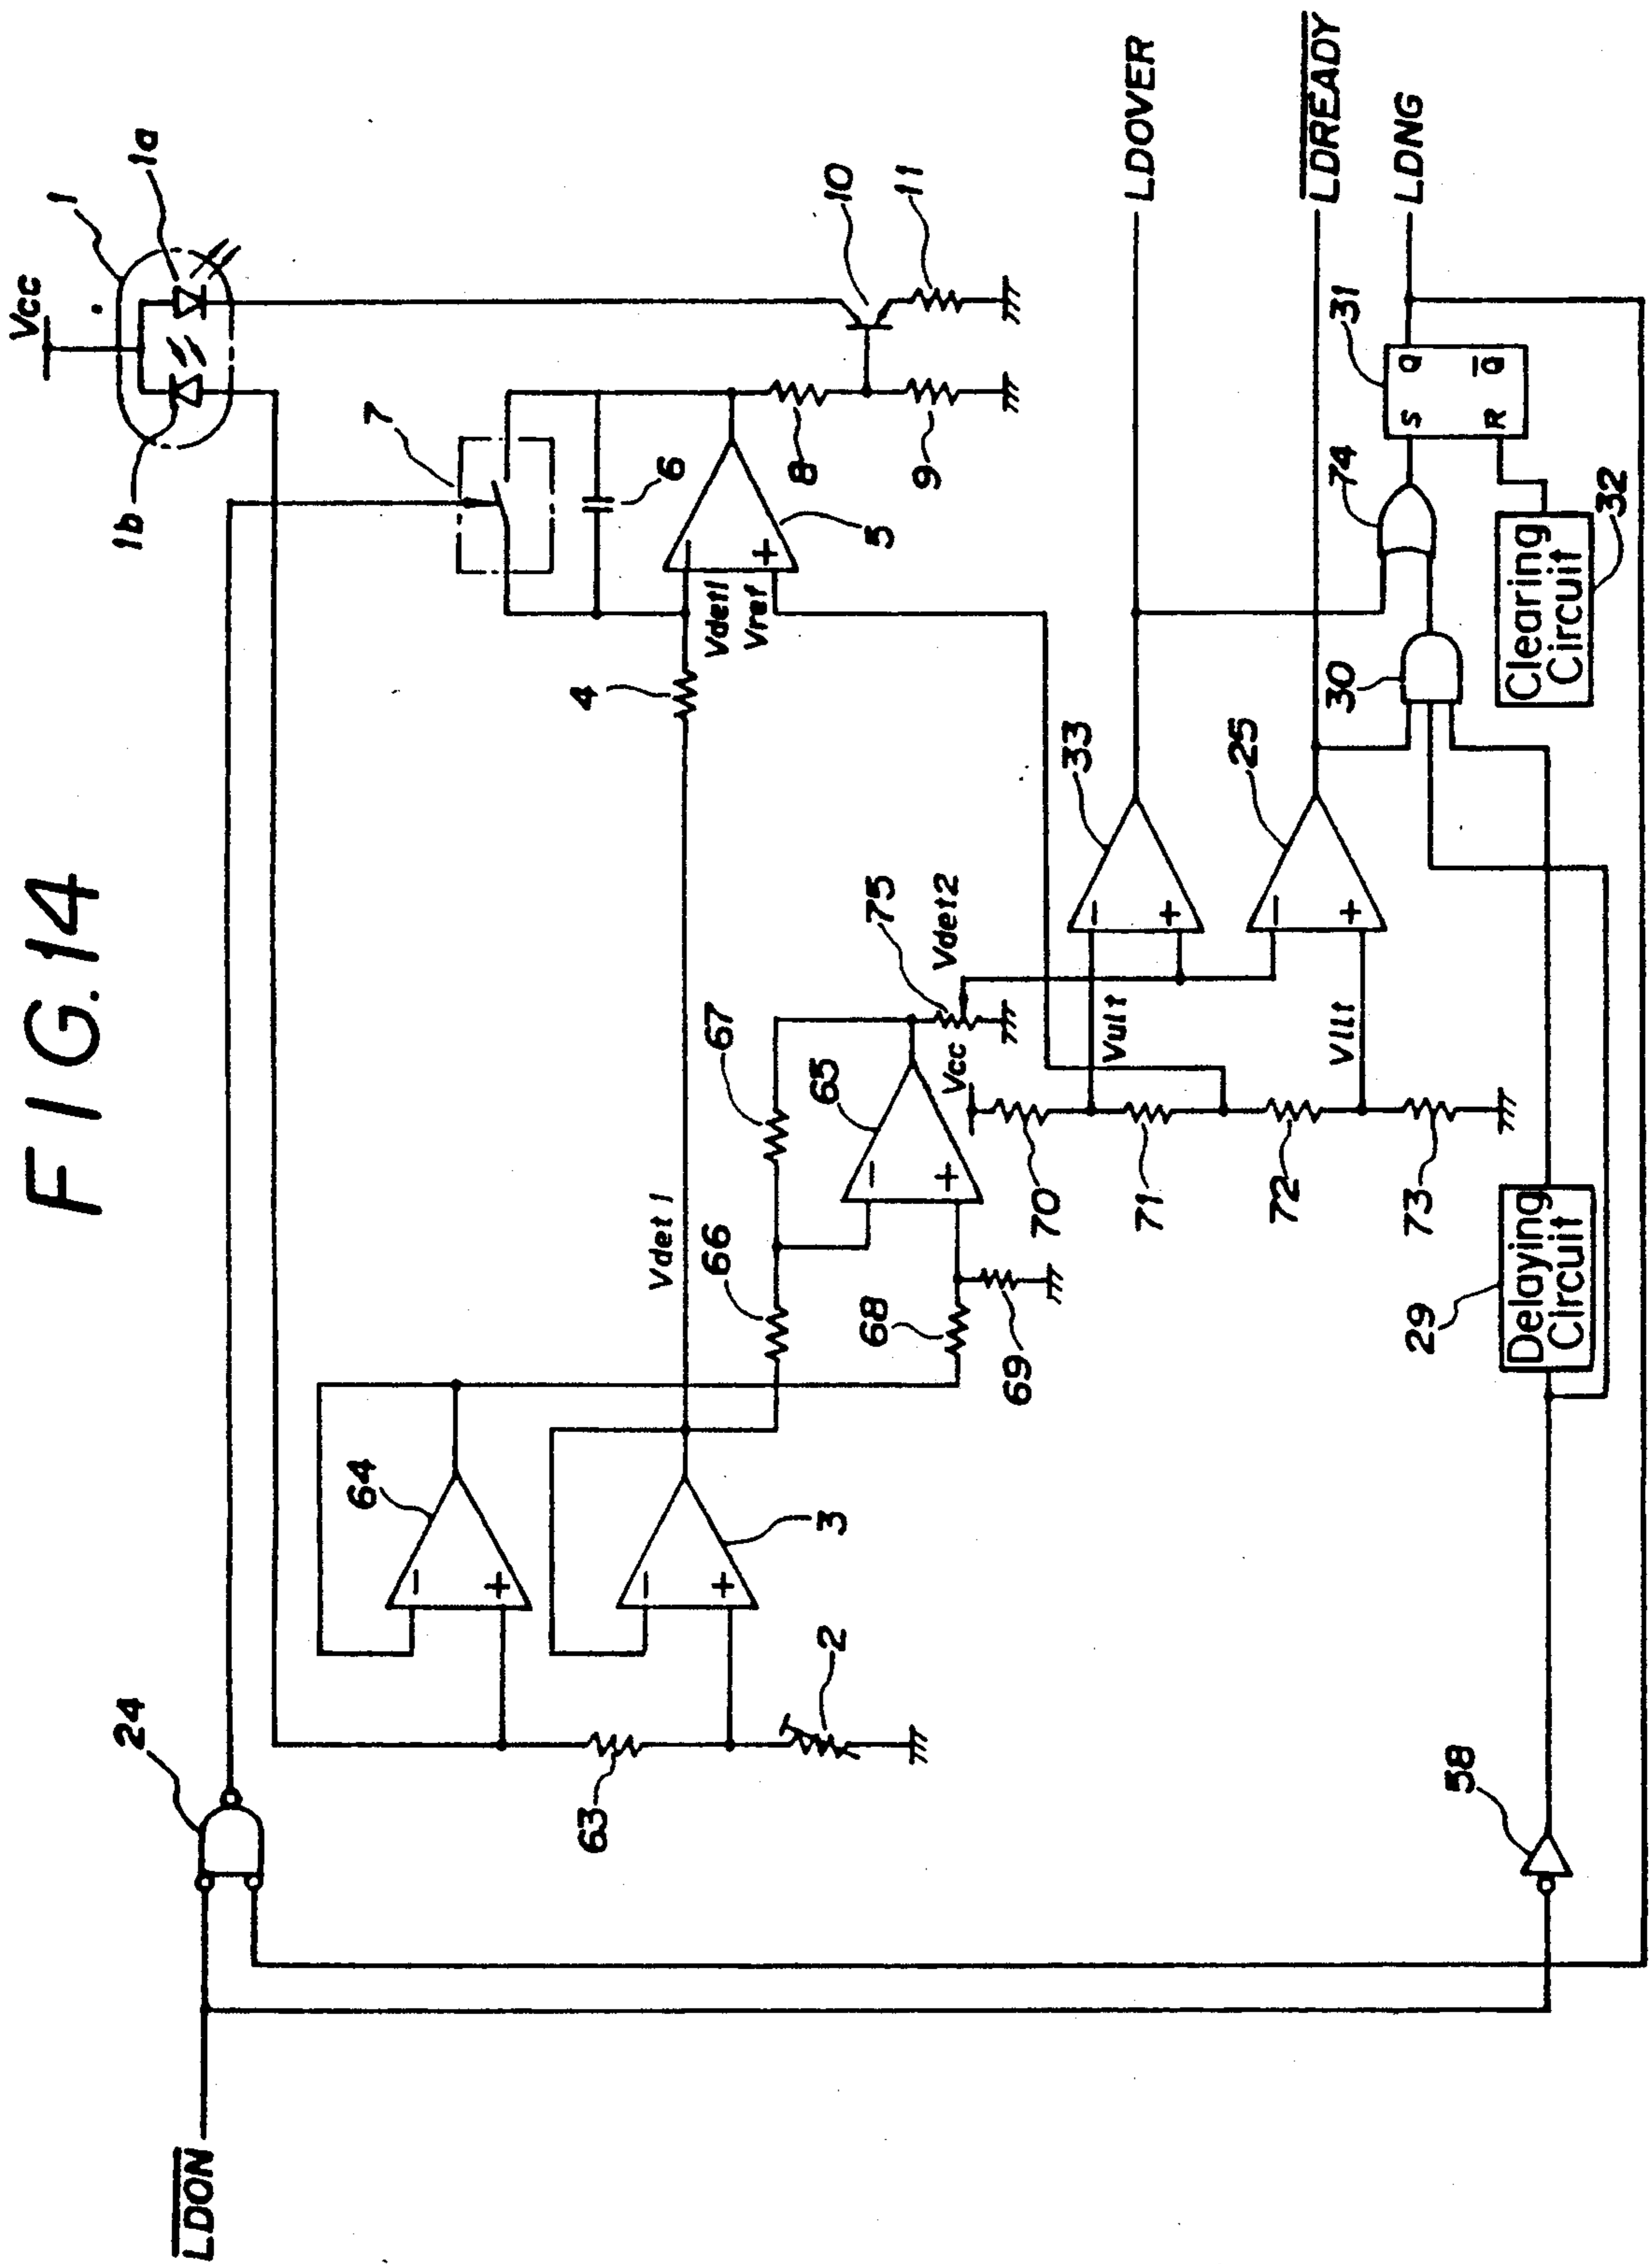 FIG.14
Vcc
1
1a
1b
7
6
5
4
Vdet1
Vref
8
9
10
11
LDOVER
LDREADY
LDNG
31
S
Q
R
Q
74
Clearing
Circuit
32
30
33
25
−
+
−
+
−
+
Vdet2
75
Vcc
Vult
Vllt
67
65
66
−
+
68
69
70
71
72
73
Vdet1
64
−
+
3
−
+
2
63
24
29
Delaying
Circuit
58
LDON